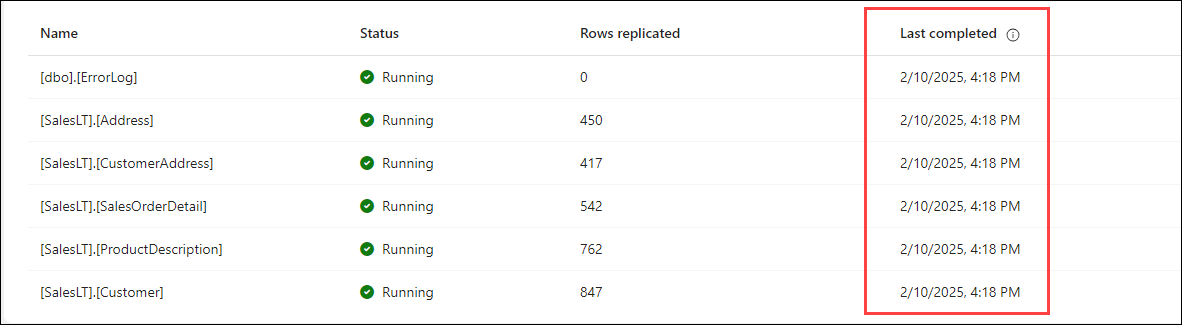 Name Status Rows replicated Last completed
[dbo].[ErrorLog] Running 0 2/10/2025, 4:18 PM
[SalesLT].[Address] Running 450 2/10/2025, 4:18 PM
[SalesLT].[CustomerAddress] Running 417 2/10/2025, 4:18 PM
[SalesLT].[SalesOrderDetail] Running 542 2/10/2025, 4:18 PM
[SalesLT].[ProductDescription] Running 762 2/10/2025, 4:18 PM
[SalesLT].[Customer] Running 847 2/10/2025, 4:18 PM